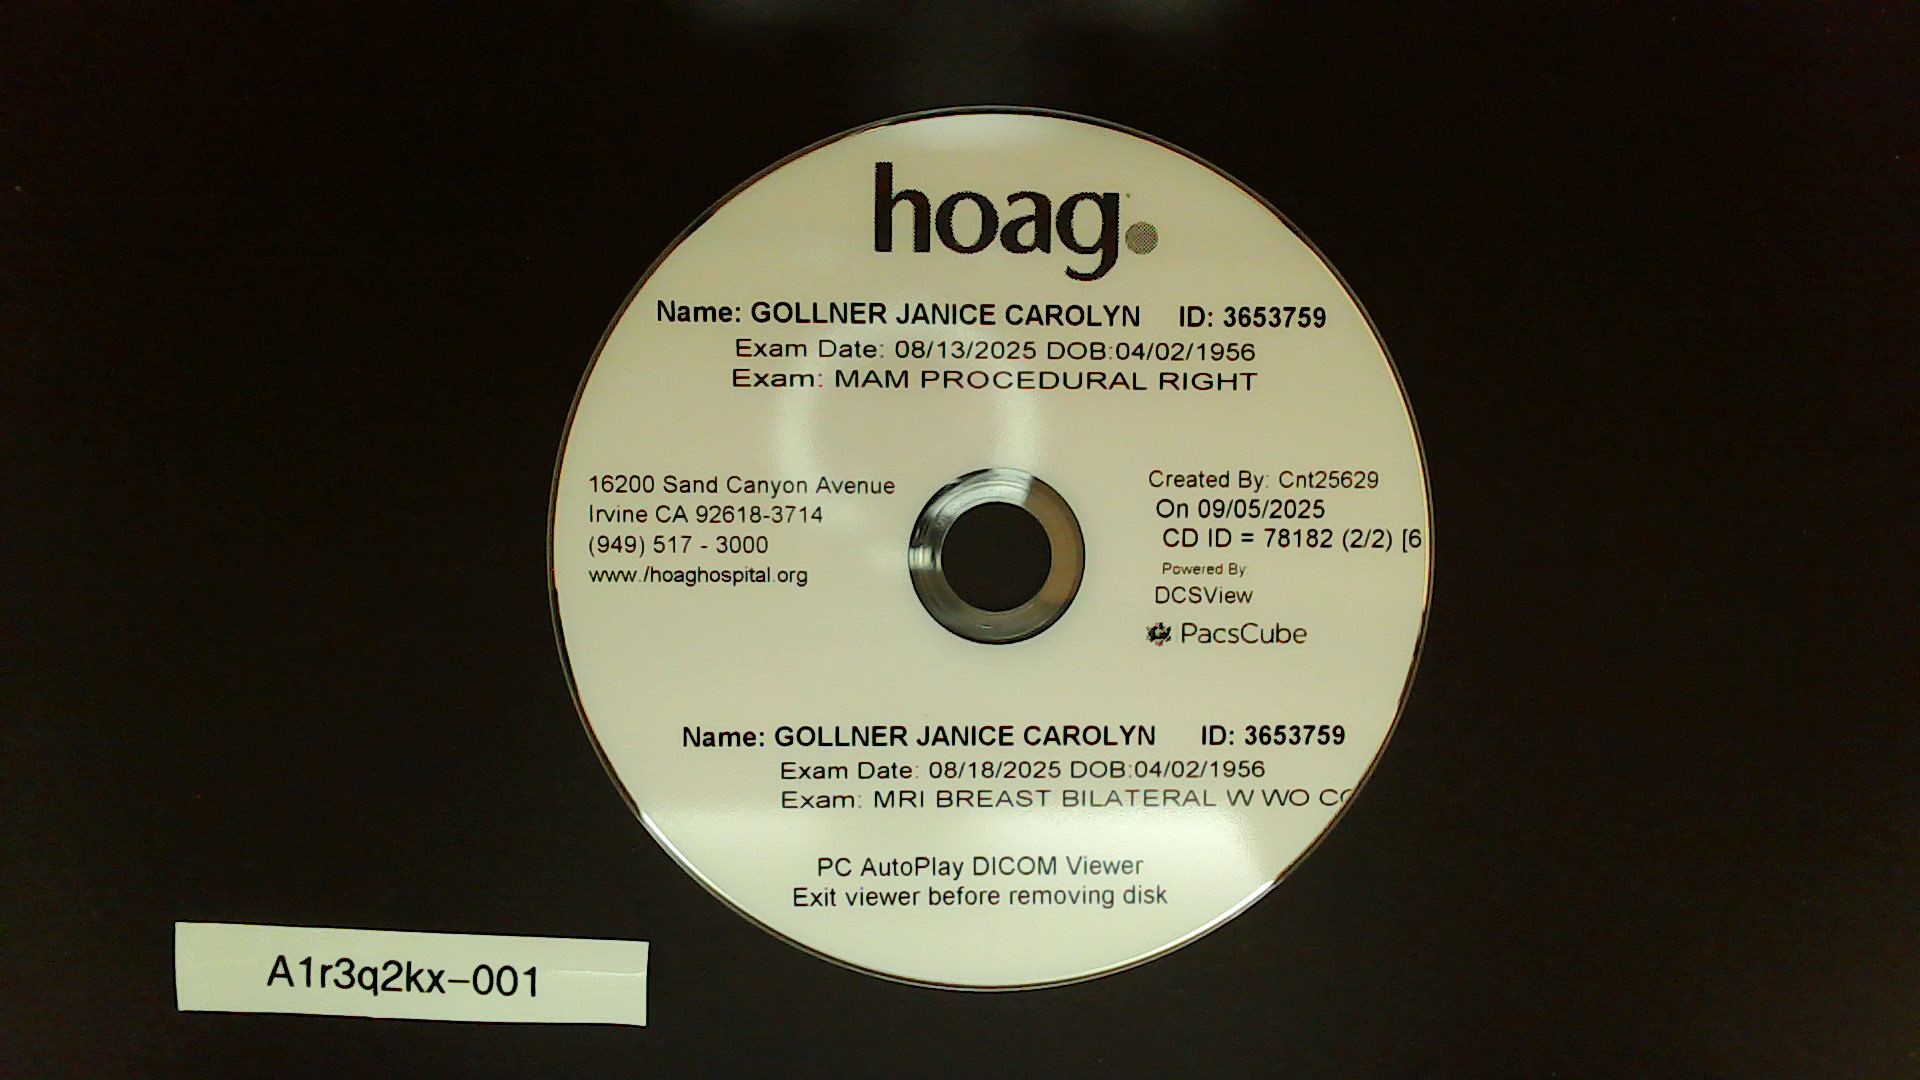 hoag.
Name: GOLLNER JANICE CAROLYN ID: 3653759
Exam Date: 08/13/2025 DOB:04/02/1956
Exam: MAM PROCEDURAL RIGHT
16200 Sand Canyon Avenue
Irvine CA 92618-3714
(949) 517 - 3000
www./hoaghospital.org
Created By: Cnt25629
On 09/05/2025
CD ID = 78182 (2/2) [6
Powered By:
DCSView
PacsCube
Name: GOLLNER JANICE CAROLYN ID: 3653759
Exam Date: 08/18/2025 DOB:04/02/1956
Exam: MRI BREAST BILATERAL W WO CO
PC AutoPlay DICOM Viewer
Exit viewer before removing disk
A1r3q2kx-001